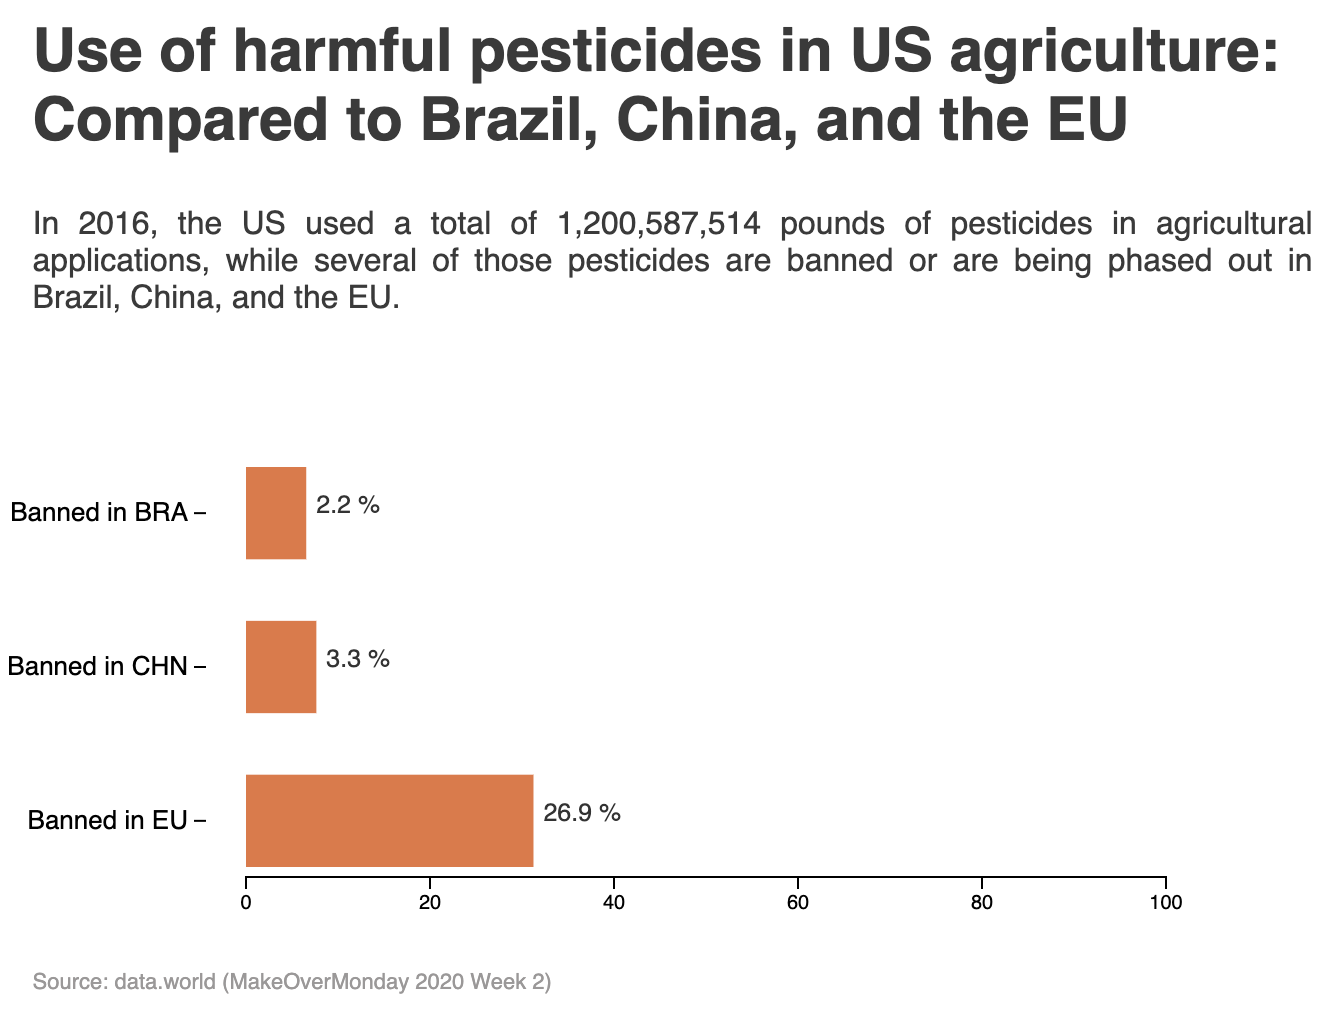 Use of harmful pesticides in US agriculture:
Compared to Brazil, China, and the EU
In 2016, the US used a total of 1,200,587,514 pounds of pesticides in agricultural
applications, while several of those pesticides are banned or are being phased out in
Brazil, China, and the EU.
Banned in BRA
2.2 %
Banned in CHN
3.3 %
Banned in EU
26.9 %
0 20 40 60 80 100
Source: data.world (MakeOverMonday 2020 Week 2)